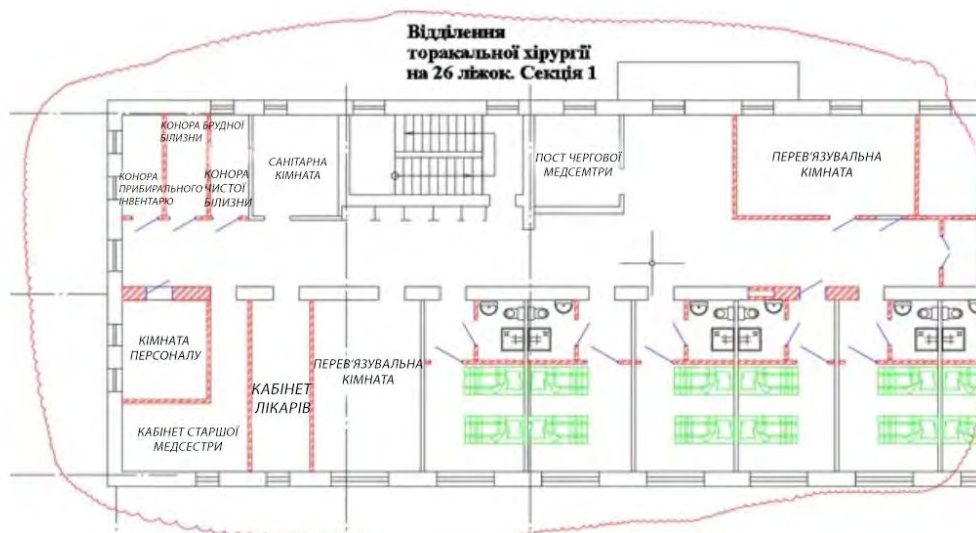 Відділення
торакальної хірургії
на 26 ліжок. Секція 1
КОНОРА БРУДНОЇ
БІЛИЗНИ
КОНОРА
ПРИБИРАЛЬНОГО
ІНВЕНТАРЮ
КОНОРА
ЧИСТОЇ
БІЛИЗНИ
САНІТАРНА
КІМНАТА
ПОСТ ЧЕРГОВОЇ
МЕДСЕМТРИ
ПЕРЕВ'ЯЗУВАЛЬНА
КІМНАТА
КІМНАТА
ПЕРСОНАЛУ
КАБІНЕТ СТАРШОЇ
МЕДСЕСТРИ
КАБІНЕТ
ЛІКАРІВ
ПЕРЕВ'ЯЗУВАЛЬНА
КІМНАТА